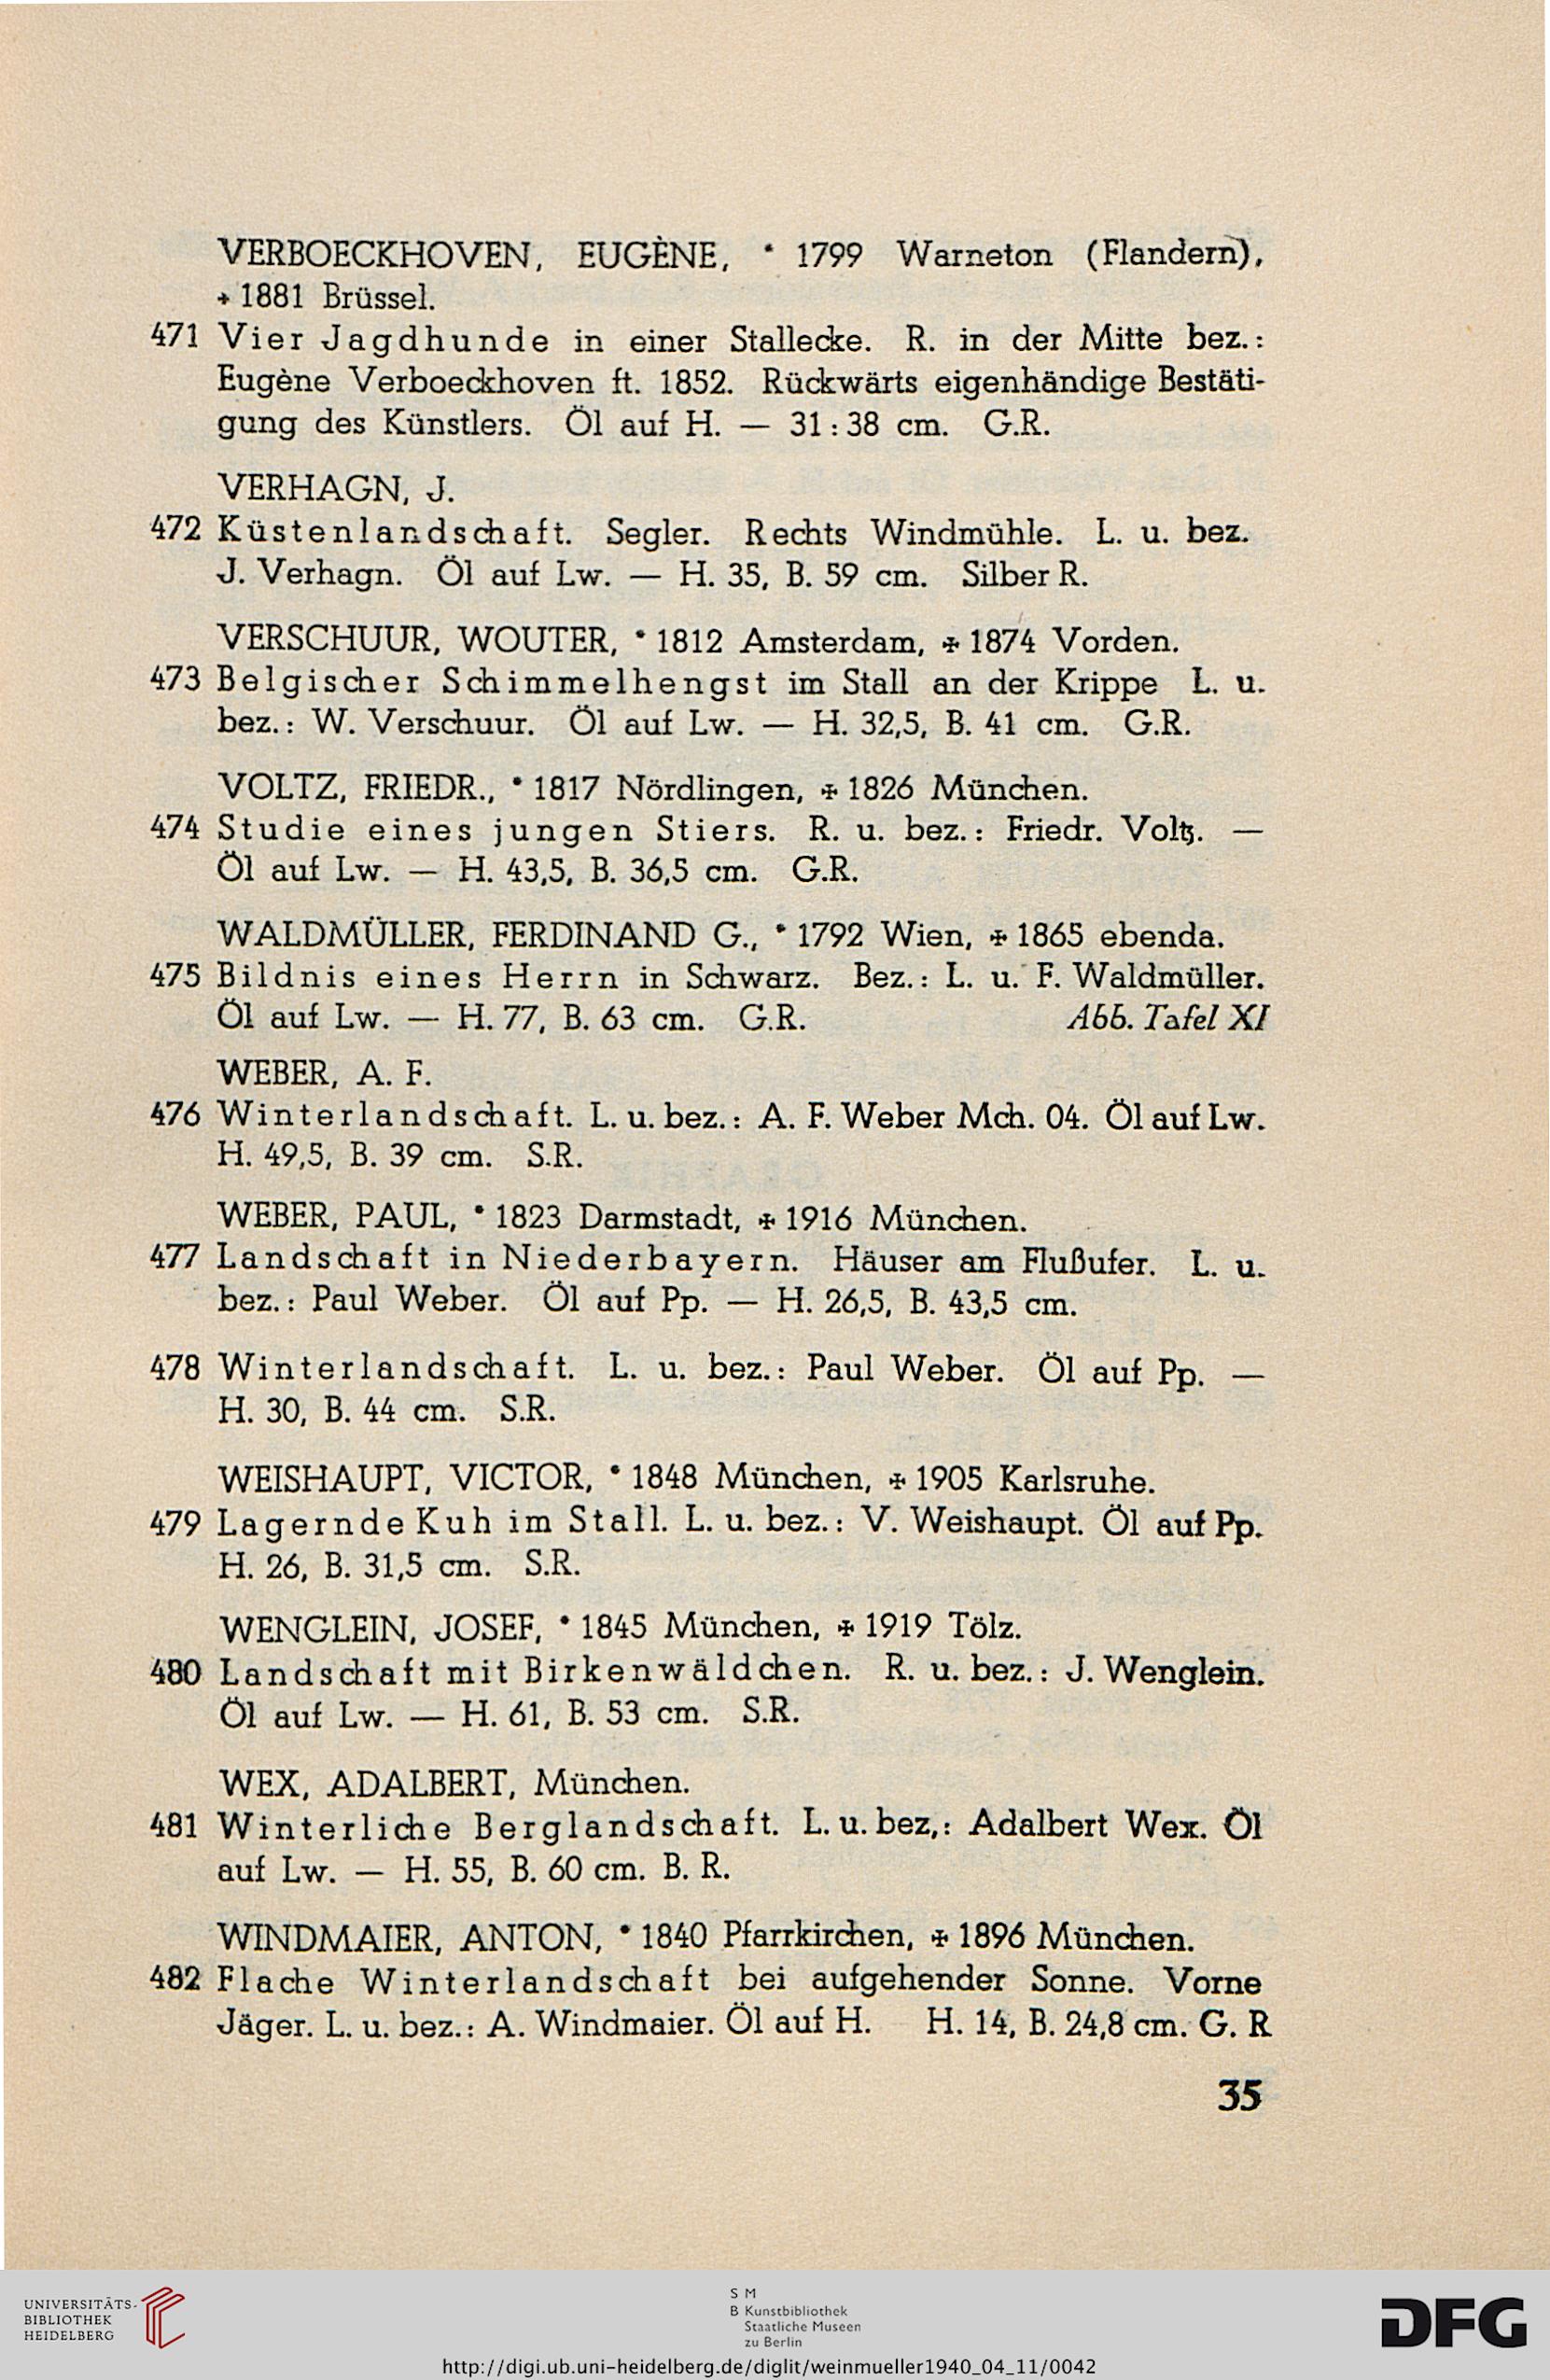 VERBOECKHOVEN, EUGÈNE, * 1799 Warneton (Flandern),
✠ 1881 Brüssel.
471 Vier Jagdhunde in einer Stallecke. R. in der Mitte bez.:
Eugène Verboeckhoven ft. 1852. Rückwärts eigenhändige Bestäti-
gung des Künstlers. Öl auf H. — 31 : 38 cm. G.R.
VERHAGN, J.
472 Küstenlandschaft. Segler. Rechts Windmühle. L. u. bez.
J. Verhagn. Öl auf Lw. — H. 35, B. 59 cm. Silber R.
VERSCHUUR, WOUTER, * 1812 Amsterdam, ✠ 1874 Vorden.
473 Belgischer Schimmelhengst im Stall an der Krippe L. u.
bez.: W. Verschuur. Öl auf Lw. — H. 32,5, B. 41 cm. G.R.
VOLTZ, FRIEDR., * 1817 Nördlingen, ✠ 1826 München.
474 Studie eines jungen Stiers. R. u. bez.: Friedr. Voltz. —
Öl auf Lw. — H. 43,5, B. 36,5 cm. G.R.
WALDMÜLLER, FERDINAND G., * 1792 Wien, ✠ 1865 ebenda.
475 Bildnis eines Herrn in Schwarz. Bez.: L. u. F. Waldmüller.
Öl auf Lw. — H. 77, B. 63 cm. G.R. Abb. Tafel XI
WEBER, A. F.
476 Winterlandschaft. L. u. bez.: A. F. Weber Mch. 04. Öl auf Lw.
H. 49,5, B. 39 cm. S.R.
WEBER, PAUL, * 1823 Darmstadt, ✠ 1916 München.
477 Landschaft in Niederbayern. Häuser am Flußufer. L. u.
bez.: Paul Weber. Öl auf Pp. — H. 26,5, B. 43,5 cm.
478 Winterlandschaft. L. u. bez.: Paul Weber. Öl auf Pp. —
H. 30, B. 44 cm. S.R.
WEISHAUPT, VICTOR, * 1848 München, ✠ 1905 Karlsruhe.
479 Lagernde Kuh im Stall. L. u. bez.: V. Weishaupt. Öl auf Pp.
H. 26, B. 31,5 cm. S.R.
WENGLEIN, JOSEF, * 1845 München, ✠ 1919 Tölz.
480 Landschaft mit Birkenwäldchen. R. u. bez.: J. Wenglein.
Öl auf Lw. — H. 61, B. 53 cm. S.R.
WEX, ADALBERT, München.
481 Winterliche Berglandschaft. L. u. bez,: Adalbert Wex. Öl
auf Lw. — H. 55, B. 60 cm. B. R.
WINDMAIER, ANTON, * 1840 Pfarrkirchen, ✠ 1896 München.
482 Flache Winterlandschaft bei aufgehender Sonne. Vorne
Jäger. L. u. bez.: A. Windmaier. Öl auf H. H. 14, B. 24,8 cm. G. R
35
UNIVERSITÄTS-
BIBLIOTHEK
HEIDELBERG
S M
B Kunstbibliothek
Staatliche Museen
zu Berlin
DFG
http://digi.ub.uni-heidelberg.de/diglit/weinmueller1940_04_11/0042